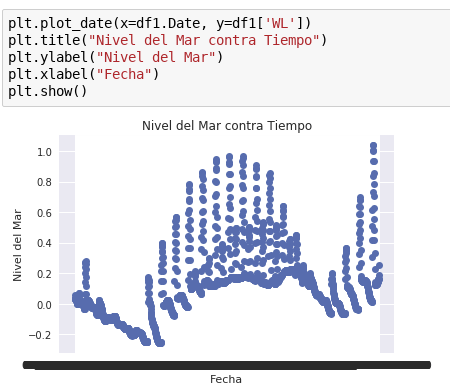 plt.plot_date(x=df1.Date, y=df1['WL'])
plt.title("Nivel del Mar contra Tiempo")
plt.ylabel("Nivel del Mar")
plt.xlabel("Fecha")
plt.show()
Nivel del Mar contra Tiempo
1.0
0.8
0.6
0.4
0.2
0.0
−0.2
Nivel del Mar
Fecha